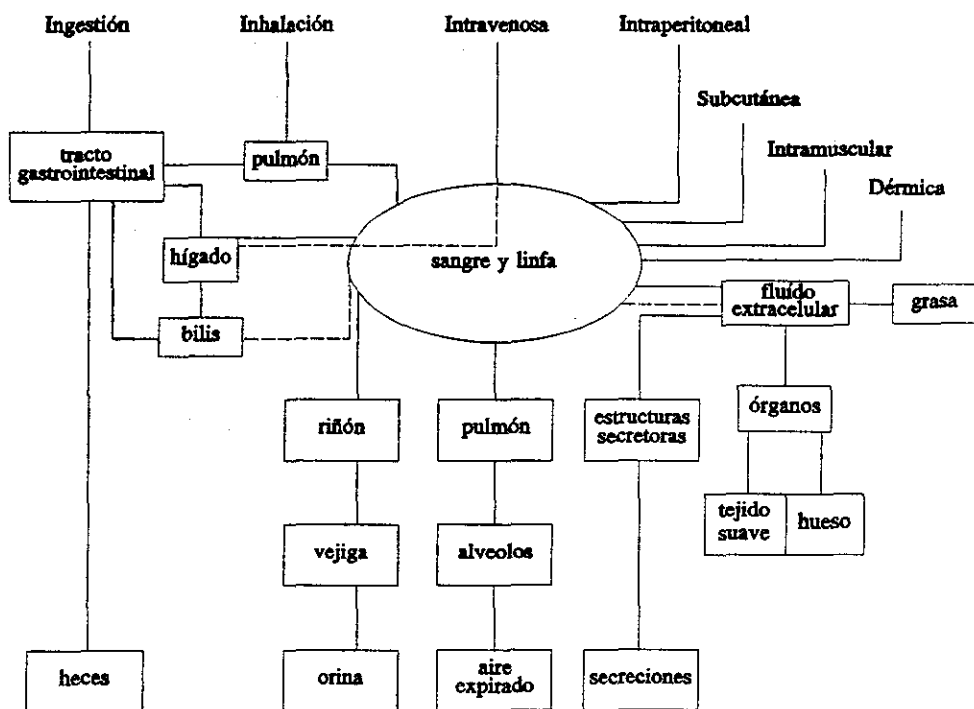 Ingestión
Inhalación
Intravenosa
Intraperitoneal
Subcutánea
Intramuscular
Dérmica
tracto
gastrointestinal
pulmón
hígado
bilis
sangre y linfa
fluído
extracelular
grasa
riñón
pulmón
estructuras
secretoras
órganos
tejido
suave
hueso
vejiga
alveolos
heces
orina
aire
expirado
secreciones